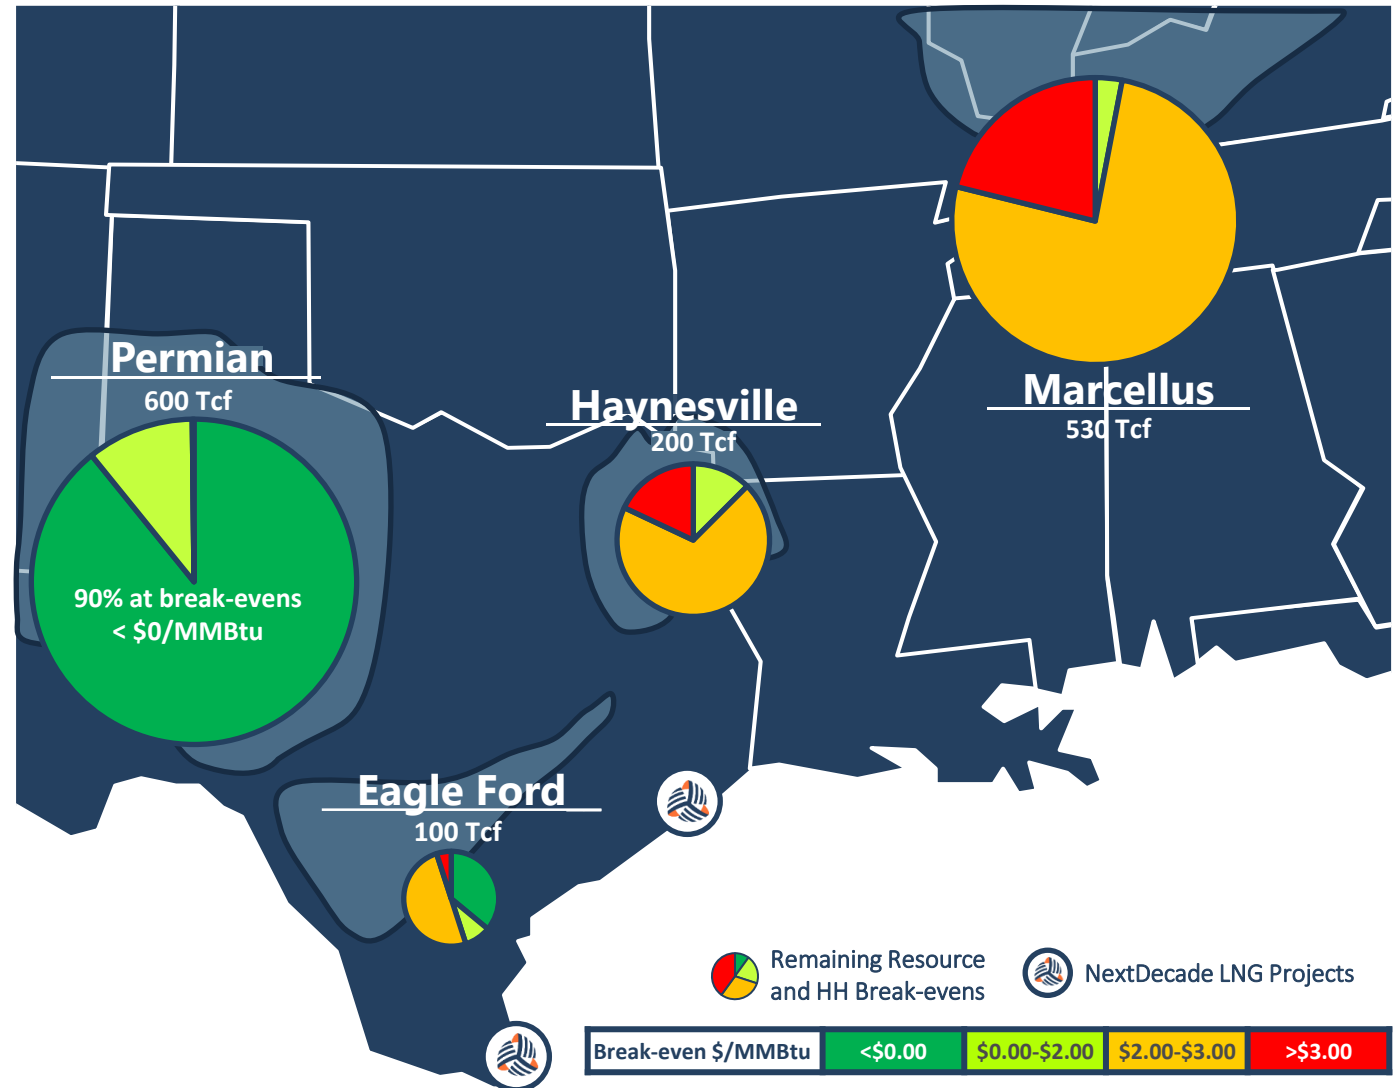 Permian
600 Tcf
90% at break-evens
< $0/MMBtu
Haynesville
200 Tcf
Marcellus
530 Tcf
Eagle Ford
100 Tcf
Remaining Resource
and HH Break-evens
NextDecade LNG Projects
Break-even $/MMBtu <$0.00 $0.00-$2.00 $2.00-$3.00 >$3.00